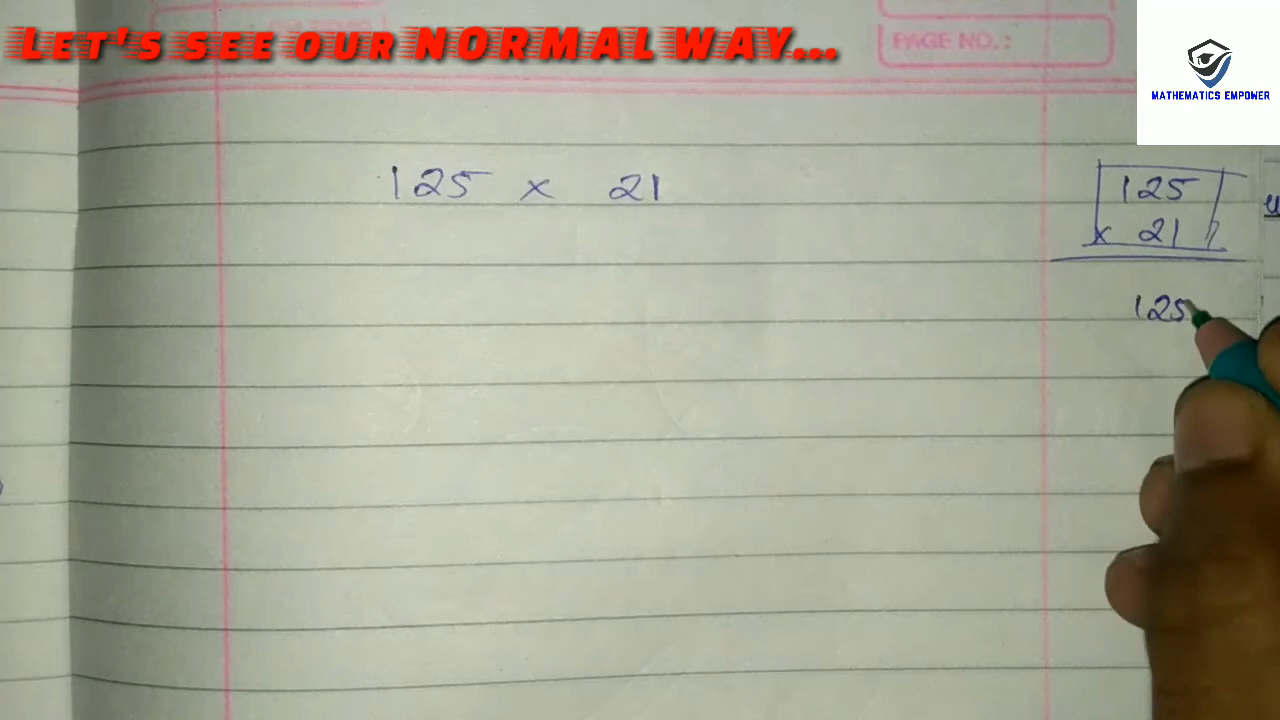 LET'S SEE OUR NORMAL WAY...
PAGE NO.:
MATHEMATICS EMPOWER
125 x 21
125
x 21
125